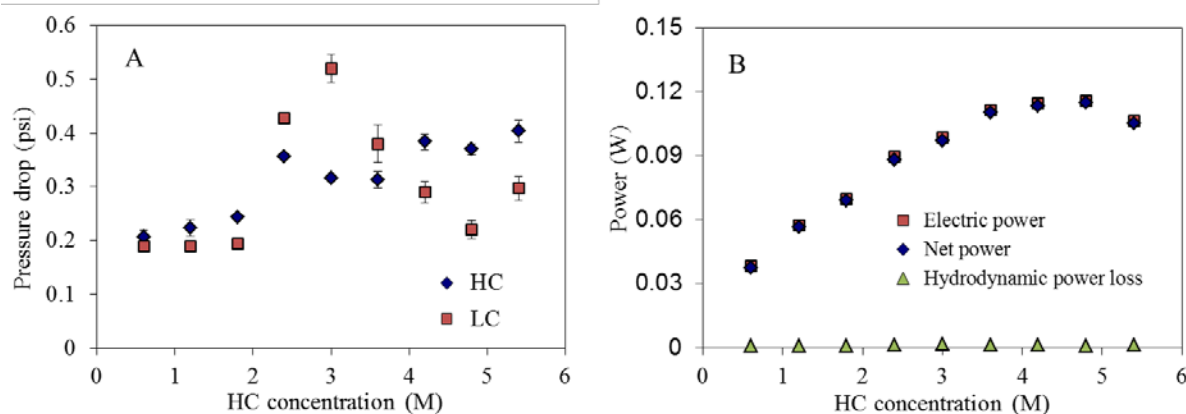 A
Pressure drop (psi)
0.6
0.5
0.4
0.3
0.2
0.1
0
HC
LC
0 1 2 3 4 5 6
HC concentration (M)
B
Power (W)
0.15
0.12
0.09
0.06
0.03
0
Electric power
Net power
Hydrodynamic power loss
0 1 2 3 4 5 6
HC concentration (M)